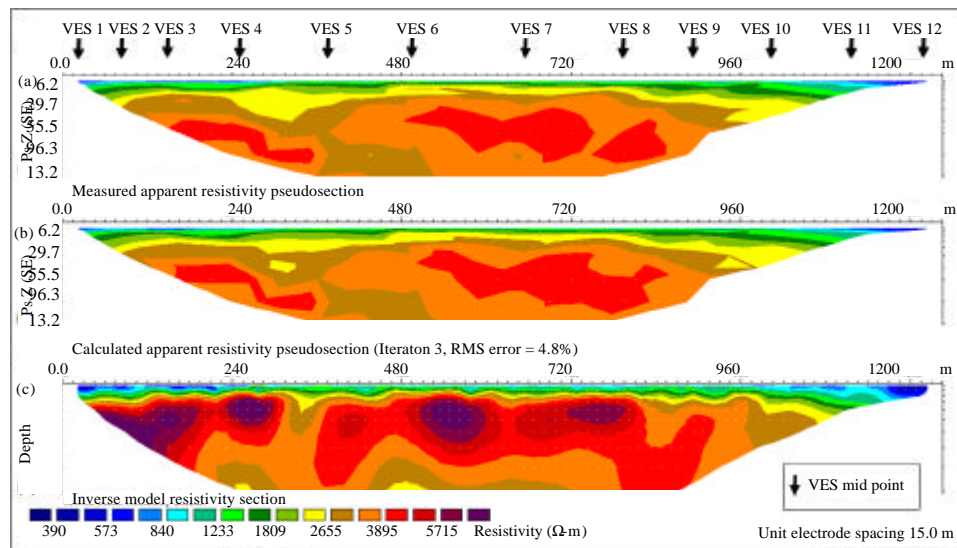 VES 1 VES 2 VES 3 VES 4 VES 5 VES 6 VES 7 VES 8 VES 9 VES 10 VES 11 VES 12
0.0 240 480 720 960 1200 m
(a)
6.2
29.7
55.5
96.3
13.2
Ps.Z (SE)
Measured apparent resistivity pseudosection
0.0 240 480 720 960 1200 m
(b)
6.2
29.7
55.5
96.3
13.2
Ps.Z (SE)
Calculated apparent resistivity pseudosection (Iteraton 3, RMS error = 4.8%)
0.0 240 480 720 960 1200 m
(c)
Depth
Inverse model resistivity section
VES mid point
390 573 840 1233 1809 2655 3895 5715 Resistivity (Ω-m)
Unit electrode spacing 15.0 m